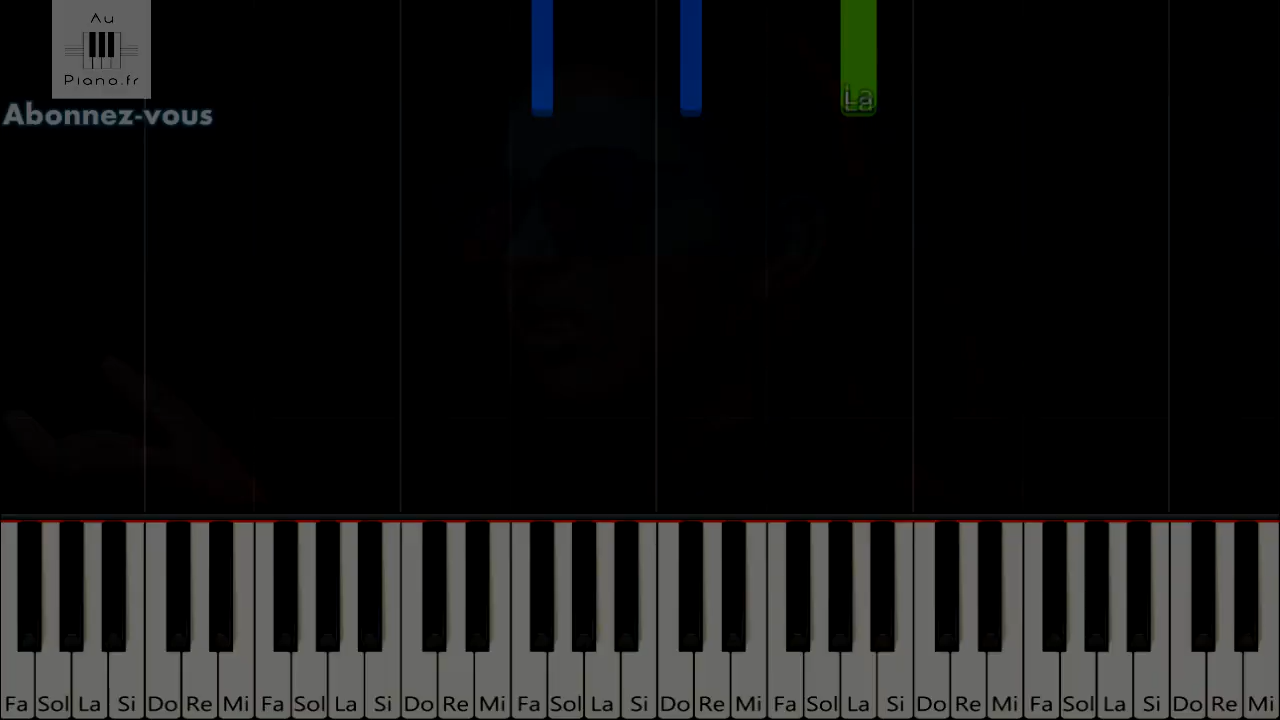 Au
Piano.fr
Abonnez-vous
La
Fa Sol La Si Do Re Mi Fa Sol La Si Do Re Mi Fa Sol La Si Do Re Mi Fa Sol La Si Do Re Mi Fa Sol La Si Do Re Mi